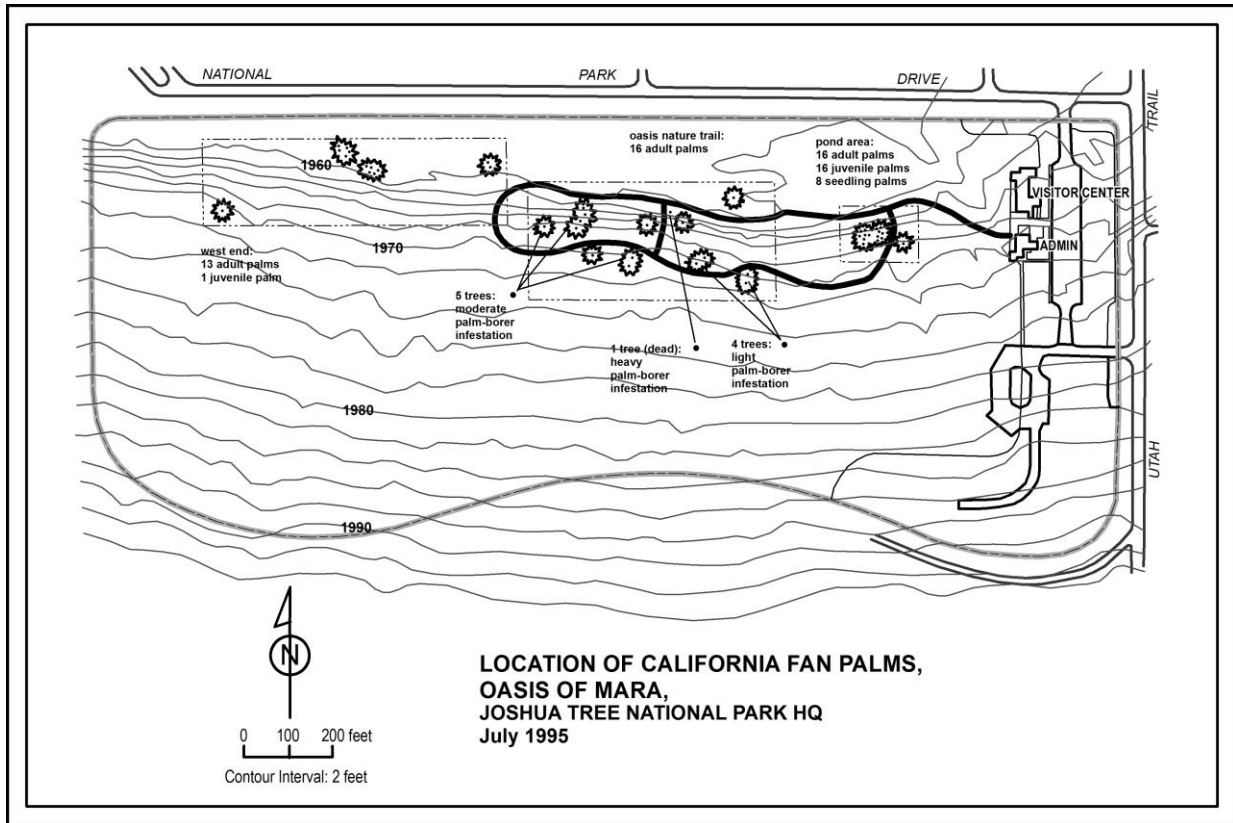 NATIONAL PARK DRIVE
TRAIL
oasis nature trail:
16 adult palms
pond area:
16 adult palms
16 juvenile palms
8 seedling palms
1960
VISITOR CENTER
1970
ADMIN
west end:
13 adult palms
1 juvenile palm
5 trees:
moderate
palm-borer
infestation
1 tree (dead):
heavy
palm-borer
infestation
4 trees:
light
palm-borer
infestation
1980
UTAH
1990
N
LOCATION OF CALIFORNIA FAN PALMS,
OASIS OF MARA,
JOSHUA TREE NATIONAL PARK HQ
July 1995
0 100 200 feet
Contour Interval: 2 feet